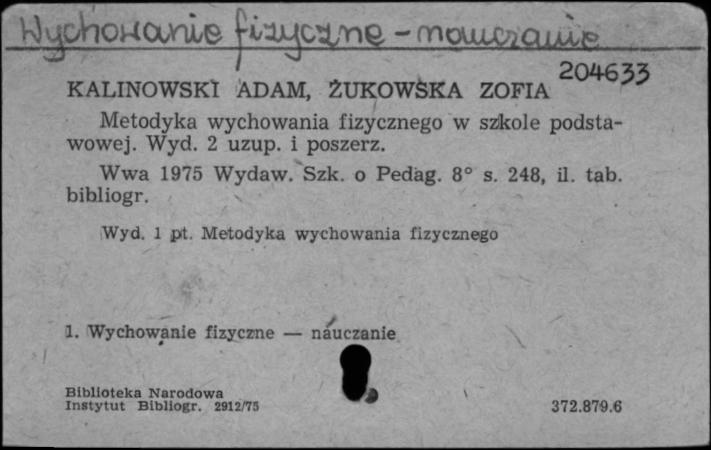 Wychowanie fizyczne - nauczanie
204633
KALINOWSKI ADAM, ŻUKOWSKA ZOFIA
Metodyka wychowania fizycznego w szkole podsta-
wowej. Wyd. 2 uzup. i poszerz.
Wwa 1975 Wydaw. Szk. o Pedag. 8° s. 248, il. tab.
bibliogr.
Wyd. 1 pt. Metodyka wychowania fizycznego
1. Wychowanie fizyczne — nauczanie
Biblioteka Narodowa
Instytut Bibliogr. 2912/75
372.879.6